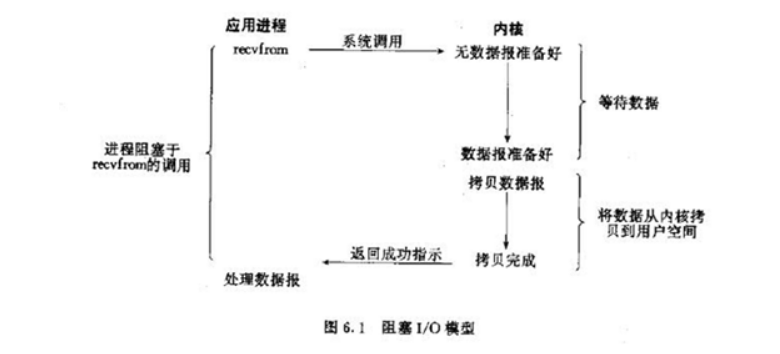 应用进程
内核
recvfrom
系统调用
无数据报准备好
等待数据
进程阻塞于
recvfrom的调用
数据报准备好
拷贝数据报
将数据从内核拷
贝到用户空间
返回成功指示
拷贝完成
处理数据报
图 6.1 阻塞 I/O 模型